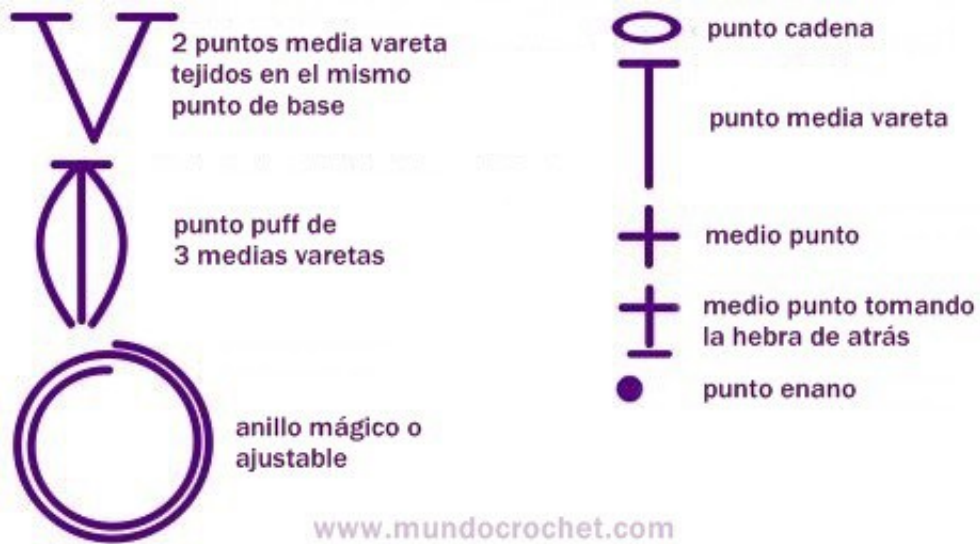 2 puntos media vareta
tejidos en el mismo
punto de base
punto puff de
3 medias varetas
anillo mágico o
ajustable
punto cadena
punto media vareta
medio punto
medio punto tomando
la hebra de atrás
punto enano
www.mundocrochet.com